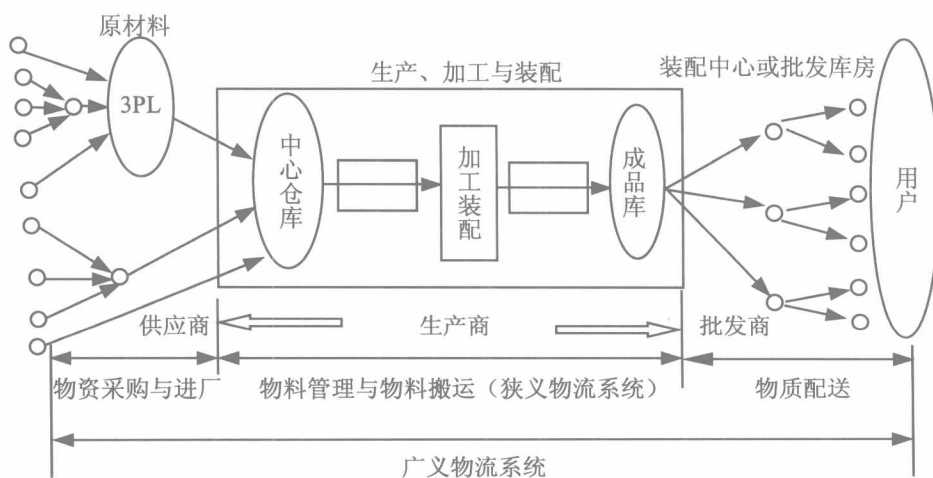 原材料
3PL
生产、加工与装配
装配中心或批发库房
中心仓库
加工装配
成品库
用户
供应商
生产商
批发商
物资采购与进厂
物料管理与物料搬运（狭义物流系统）
物质配送
广义物流系统